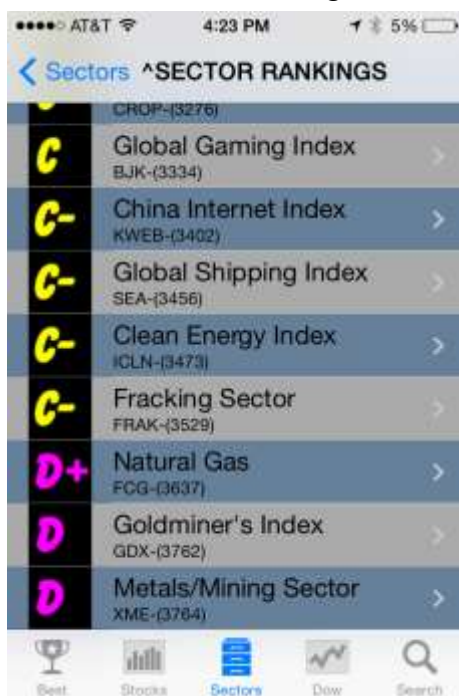 AT&T 4:23 PM 5%
Sectors ^SECTOR RANKINGS
CROP-(3276)
C Global Gaming Index
BJK-(3334)
C- China Internet Index
KWEB-(3402)
C- Global Shipping Index
SEA-(3456)
C- Clean Energy Index
ICLN-(3473)
C- Fracking Sector
FRAK-(3529)
D+ Natural Gas
FCG-(3637)
D Goldminer's Index
GDX-(3762)
D Metals/Mining Sector
XME-(3764)
Best Stocks Sectors Dow Search